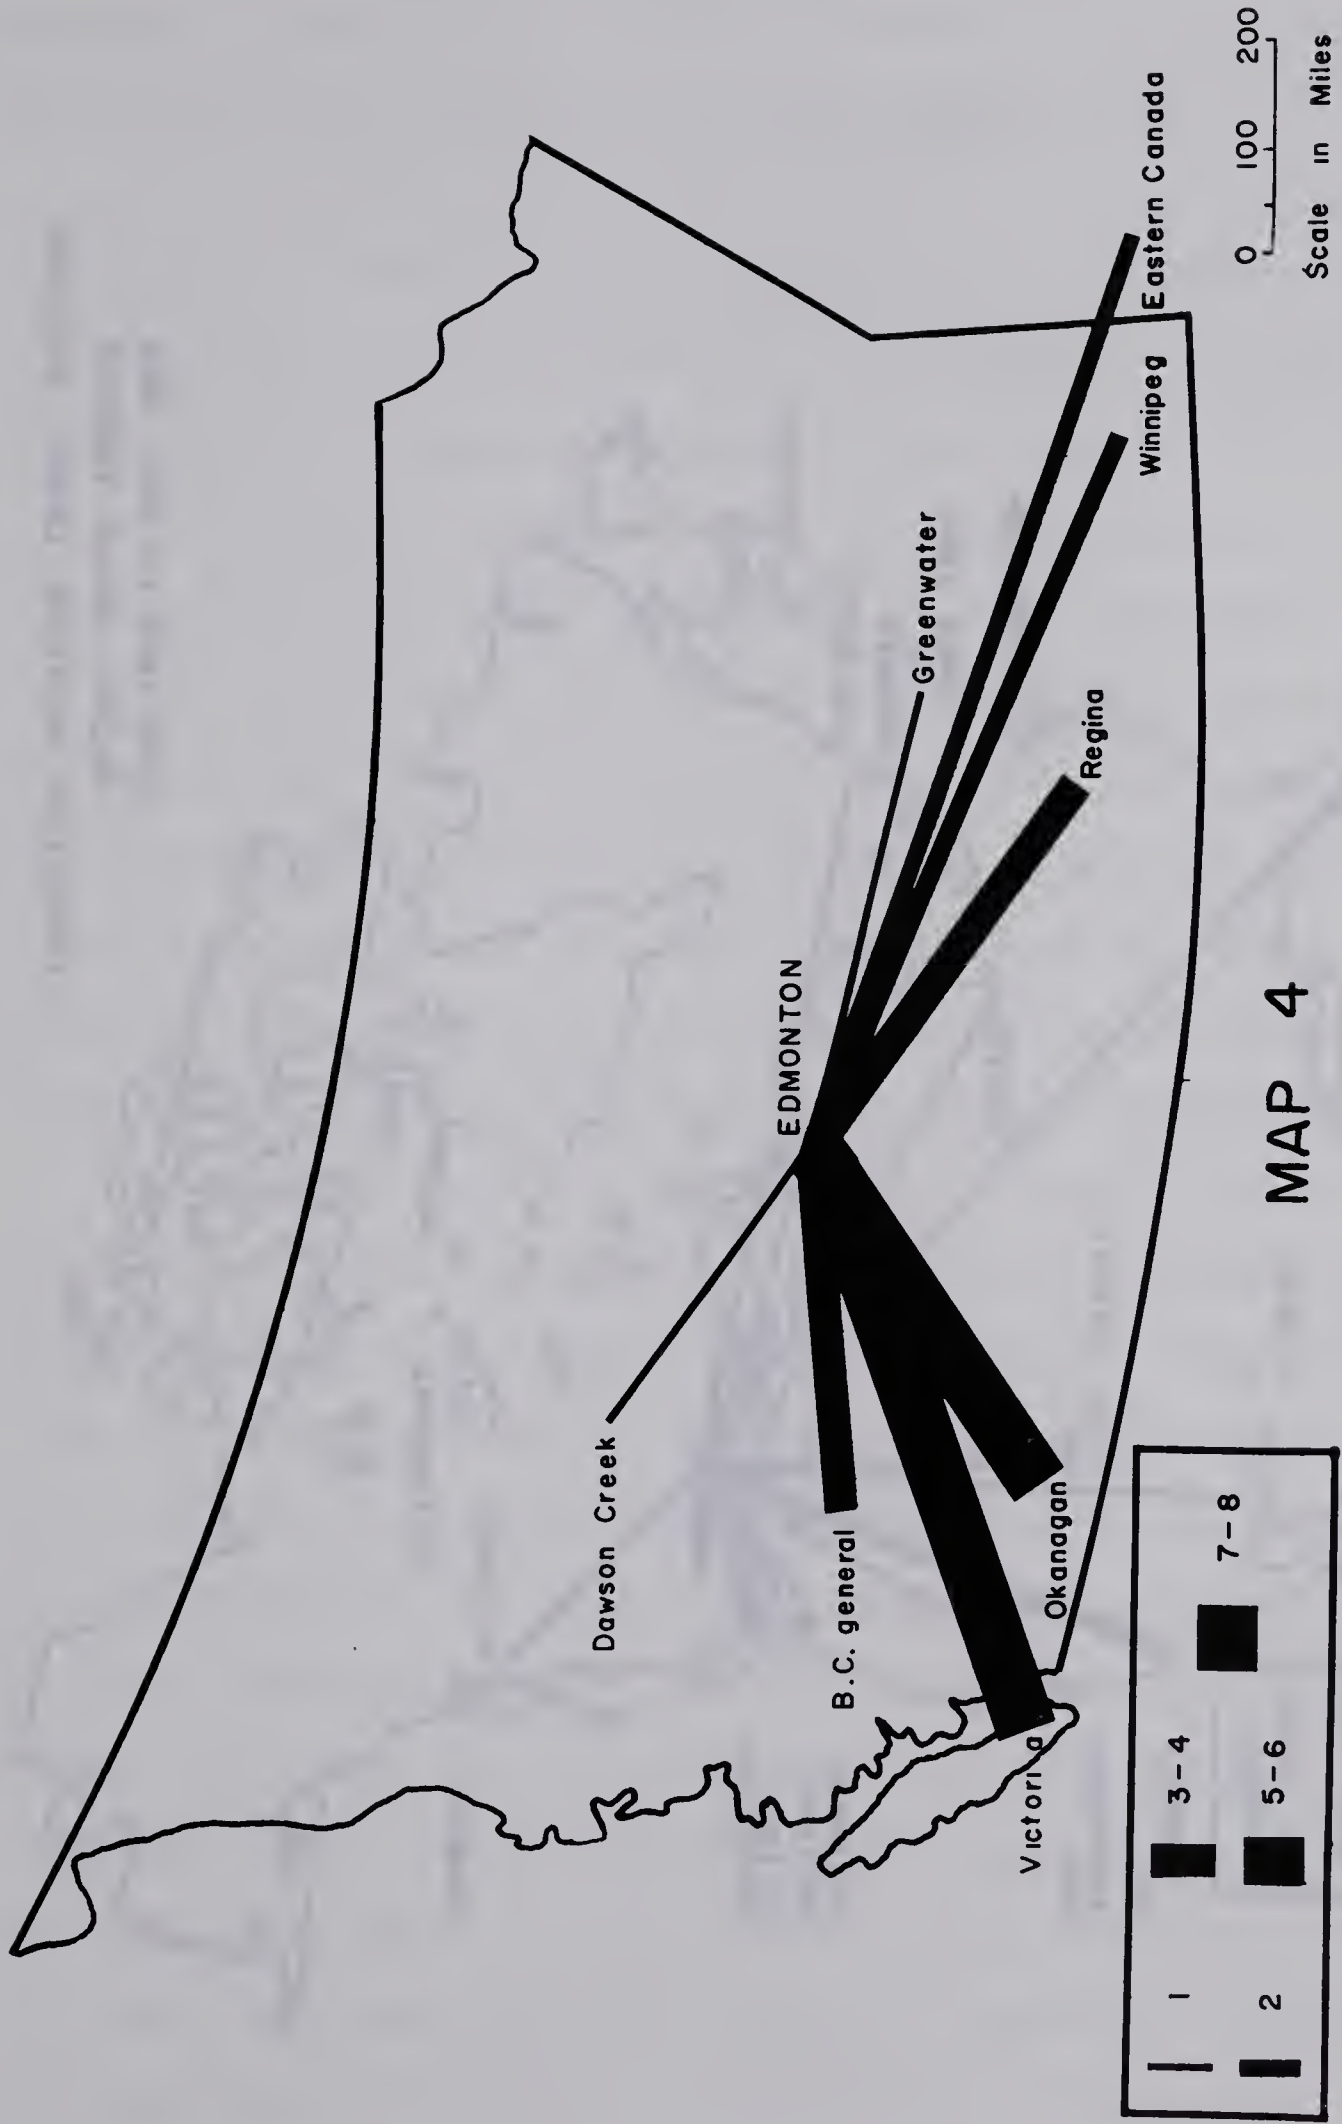 EDMONTON
Dawson Creek
B.C. general
Greenwater
Okanagan
Victoria
Regina
Winnipeg
Eastern Canada
1
3-4
7-8
2
5-6
MAP 4
0 100 200
Scale in Miles